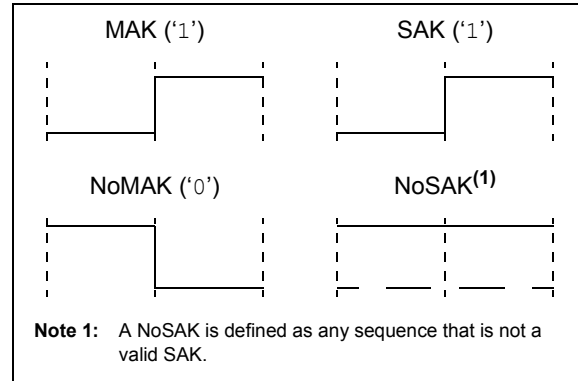 MAK (‘1’)
SAK (‘1’)
NoMAK (‘0’)
NoSAK(1)
Note 1: A NoSAK is defined as any sequence that is not a
valid SAK.